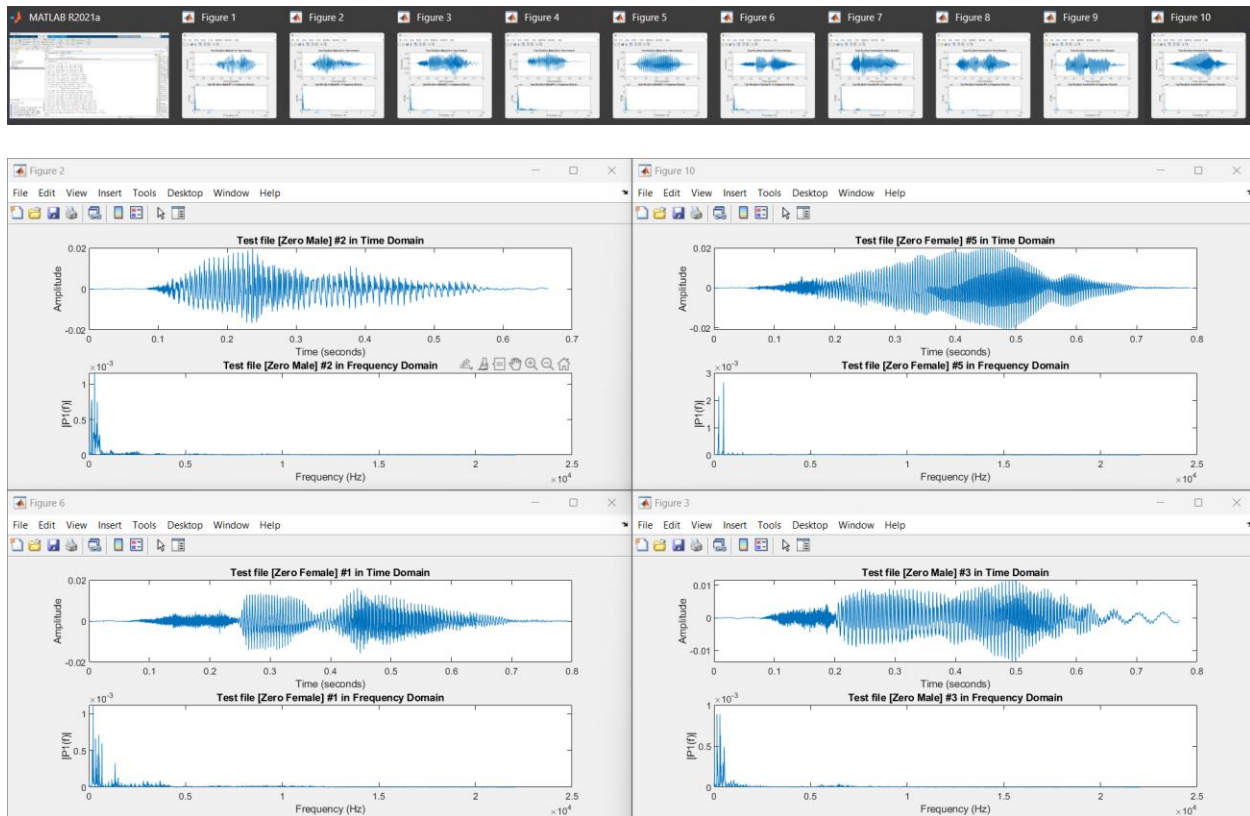 MATLAB R2021a Figure 1 Figure 2 Figure 3 Figure 4 Figure 5 Figure 6 Figure 7 Figure 8 Figure 9 Figure 10
Figure 2
File Edit View Insert Tools Desktop Window Help
Test file [Zero Male] #2 in Time Domain
0.02
0
-0.02
Amplitude
0 0.1 0.2 0.3 0.4 0.5 0.6 0.7
Time (seconds)
×10⁻³ Test file [Zero Male] #2 in Frequency Domain
1
0.5
0
|P1(f)|
0 0.5 1 1.5 2 2.5
Frequency (Hz) ×10⁴
Figure 10
File Edit View Insert Tools Desktop Window Help
Test file [Zero Female] #5 in Time Domain
0.02
0
-0.02
Amplitude
0 0.1 0.2 0.3 0.4 0.5 0.6 0.7 0.8
Time (seconds)
×10⁻³ Test file [Zero Female] #5 in Frequency Domain
3
2
1
0
|P1(f)|
0 0.5 1 1.5 2 2.5
Frequency (Hz) ×10⁴
Figure 6
File Edit View Insert Tools Desktop Window Help
Test file [Zero Female] #1 in Time Domain
0.02
0
-0.02
Amplitude
0 0.1 0.2 0.3 0.4 0.5 0.6 0.7 0.8
Time (seconds)
×10⁻³ Test file [Zero Female] #1 in Frequency Domain
1
0.5
0
|P1(f)|
0 0.5 1 1.5 2 2.5
Frequency (Hz) ×10⁴
Figure 3
File Edit View Insert Tools Desktop Window Help
Test file [Zero Male] #3 in Time Domain
0.01
0
-0.01
Amplitude
0 0.1 0.2 0.3 0.4 0.5 0.6 0.7 0.8
Time (seconds)
×10⁻³ Test file [Zero Male] #3 in Frequency Domain
1
0.5
0
|P1(f)|
0 0.5 1 1.5 2 2.5
Frequency (Hz) ×10⁴